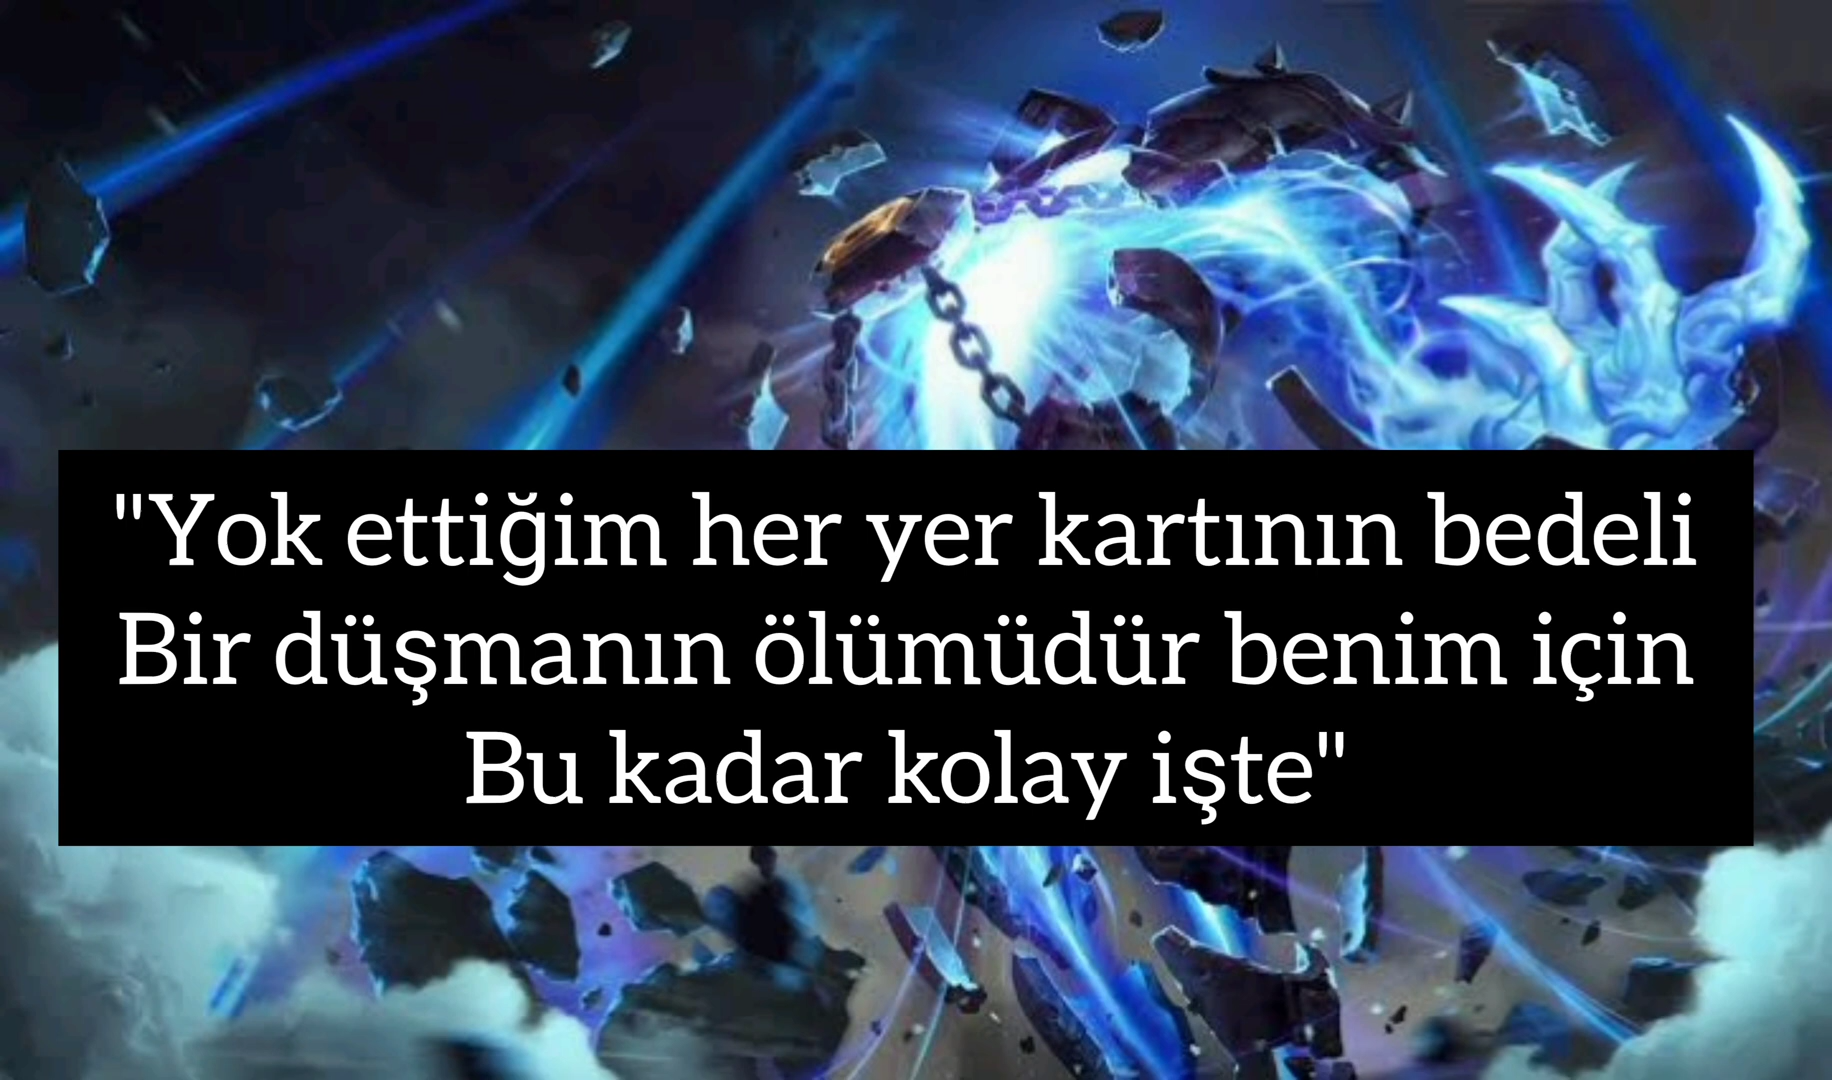 "Yok ettiğim her yer kartının bedeli
Bir düşmanın ölümüdür benim için
Bu kadar kolay işte"